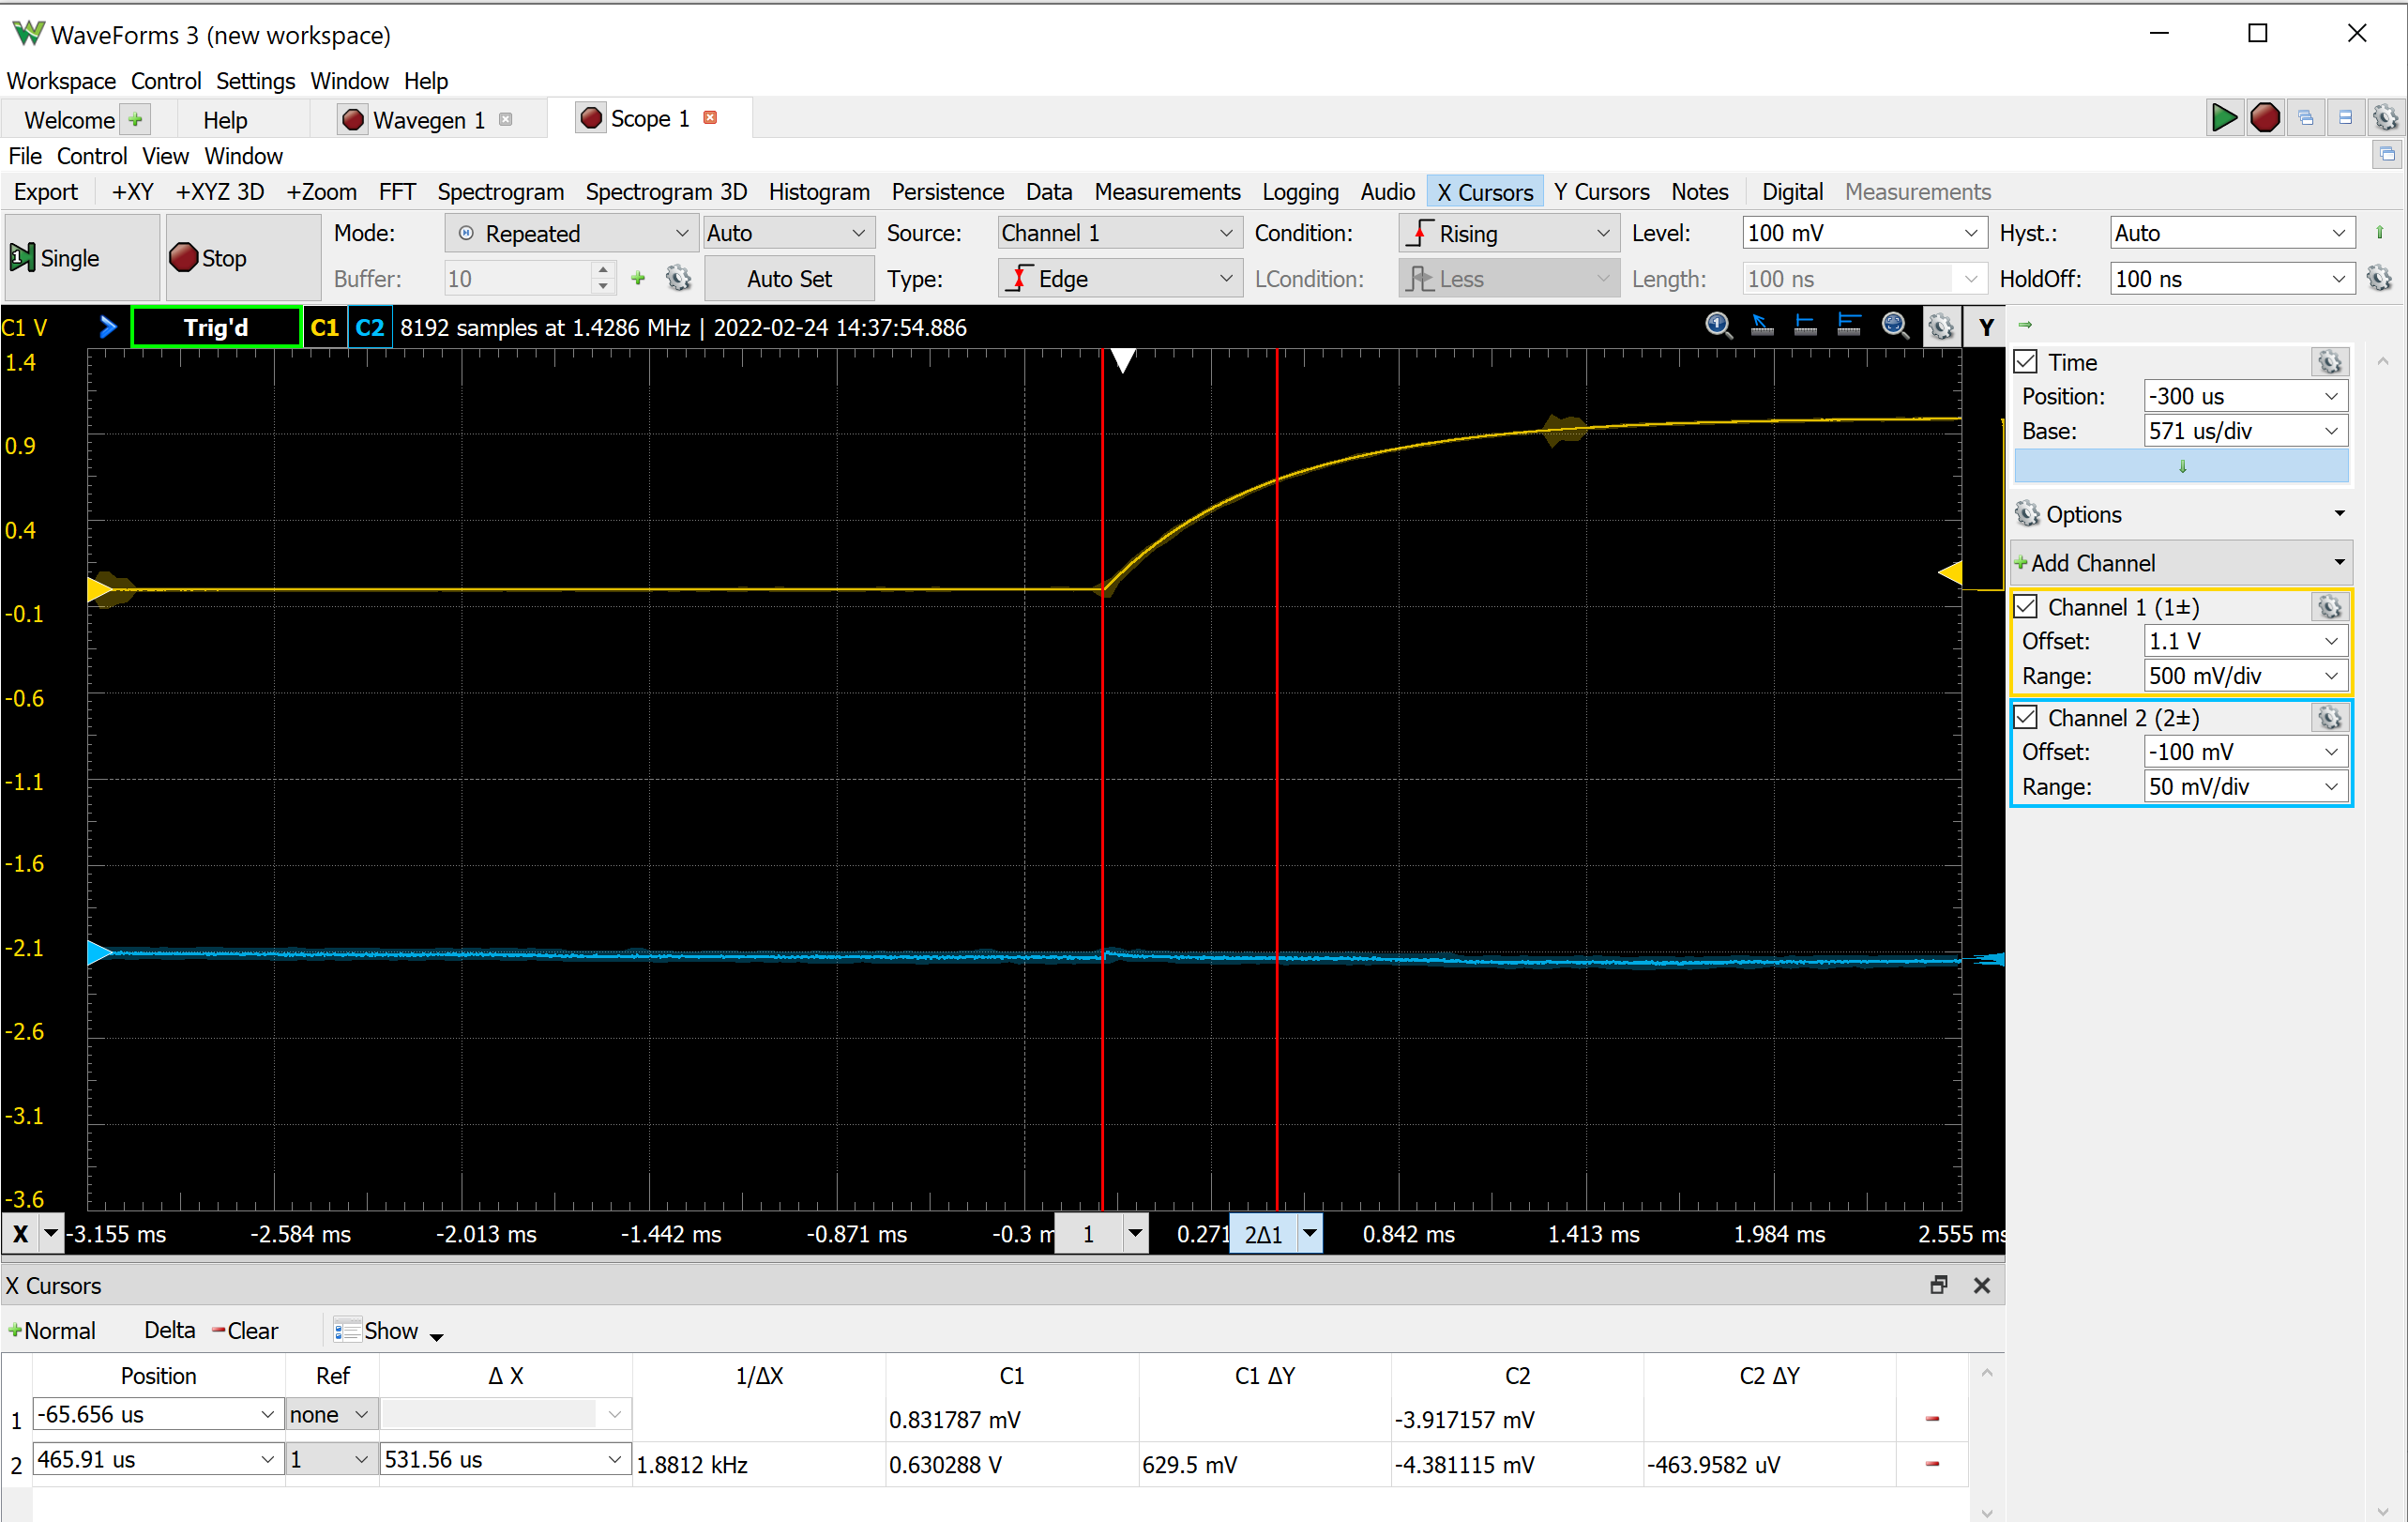 WaveForms 3 (new workspace)
Workspace Control Settings Window Help
Welcome Help Wavegen 1 Scope 1
File Control View Window
Export +XY +XYZ 3D +Zoom FFT Spectrogram Spectrogram 3D Histogram Persistence Data Measurements Logging Audio X Cursors Y Cursors Notes Digital Measurements
Single Stop Mode: Repeated Auto Source: Channel 1 Condition: Rising Level: 100 mV Hyst.: Auto
Buffer: 10 Auto Set Type: Edge LCondition: Less Length: 100 ns HoldOff: 100 ns
C1 V Trig'd C1 C2 8192 samples at 1.4286 MHz | 2022-02-24 14:37:54.886 Y
1.4
0.9
0.4
-0.1
-0.6
-1.1
-1.6
-2.1
-2.6
-3.1
-3.6
X -3.155 ms -2.584 ms -2.013 ms -1.442 ms -0.871 ms -0.3 m 1 0.271 2Δ1 0.842 ms 1.413 ms 1.984 ms 2.555 ms
Time
Position: -300 us
Base: 571 us/div
Options
Add Channel
Channel 1 (1±)
Offset: 1.1 V
Range: 500 mV/div
Channel 2 (2±)
Offset: -100 mV
Range: 50 mV/div
X Cursors
Normal Delta Clear Show
Position Ref Δ X 1/ΔX C1 C1 ΔY C2 C2 ΔY
1 -65.656 us none 0.831787 mV -3.917157 mV
2 465.91 us 1 531.56 us 1.8812 kHz 0.630288 V 629.5 mV -4.381115 mV -463.9582 uV